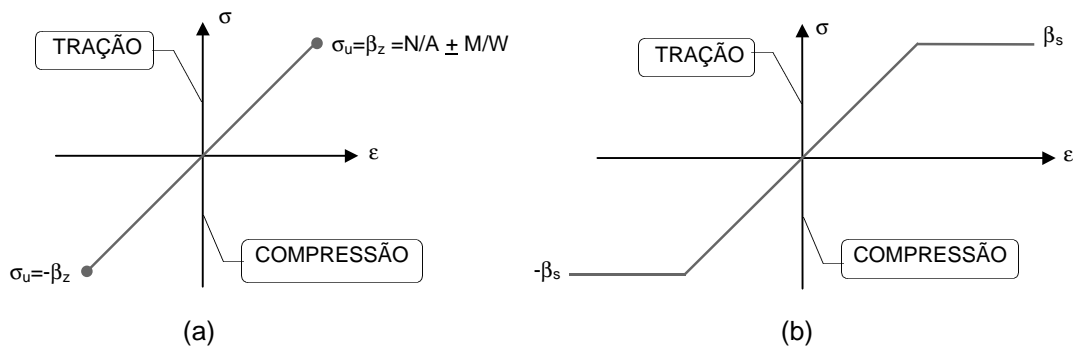 σ
TRAÇÃO
σu=βz =N/A ± M/W
ε
COMPRESSÃO
σu=-βz
(a)
σ
TRAÇÃO
βs
ε
COMPRESSÃO
-βs
(b)